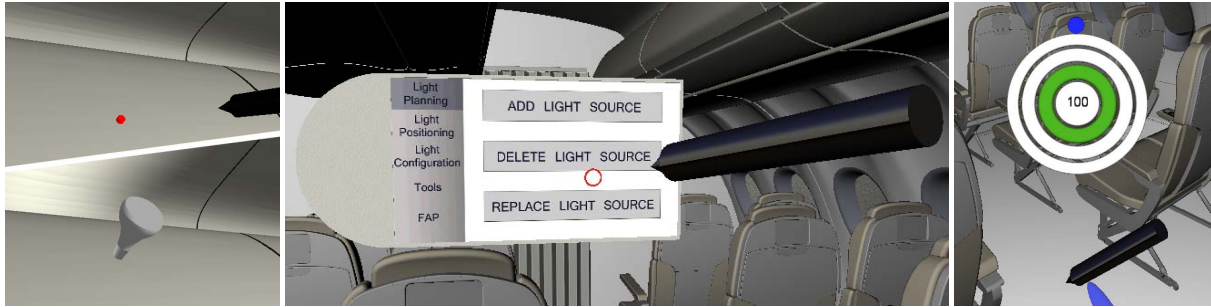 Light
Planning
Light
Positioning
Light
Configuration
Tools
FAP
ADD LIGHT SOURCE
DELETE LIGHT SOURCE
REPLACE LIGHT SOURCE
100